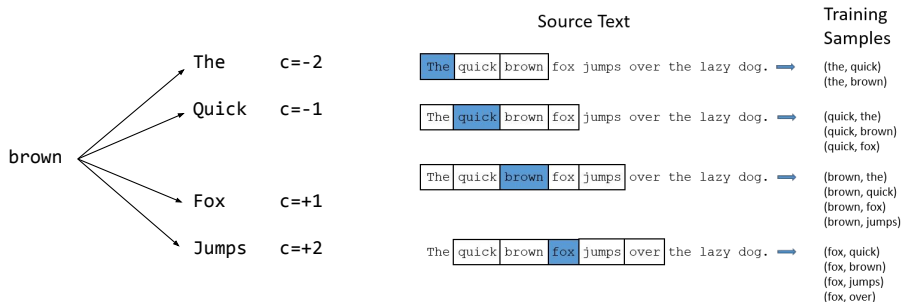 brown
The c=-2
Quick c=-1
Fox c=+1
Jumps c=+2
Source Text
Training
Samples
The quick brown fox jumps over the lazy dog.
(the, quick)
(the, brown)
The quick brown fox jumps over the lazy dog.
(quick, the)
(quick, brown)
(quick, fox)
The quick brown fox jumps over the lazy dog.
(brown, the)
(brown, quick)
(brown, fox)
(brown, jumps)
The quick brown fox jumps over the lazy dog.
(fox, quick)
(fox, brown)
(fox, jumps)
(fox, over)